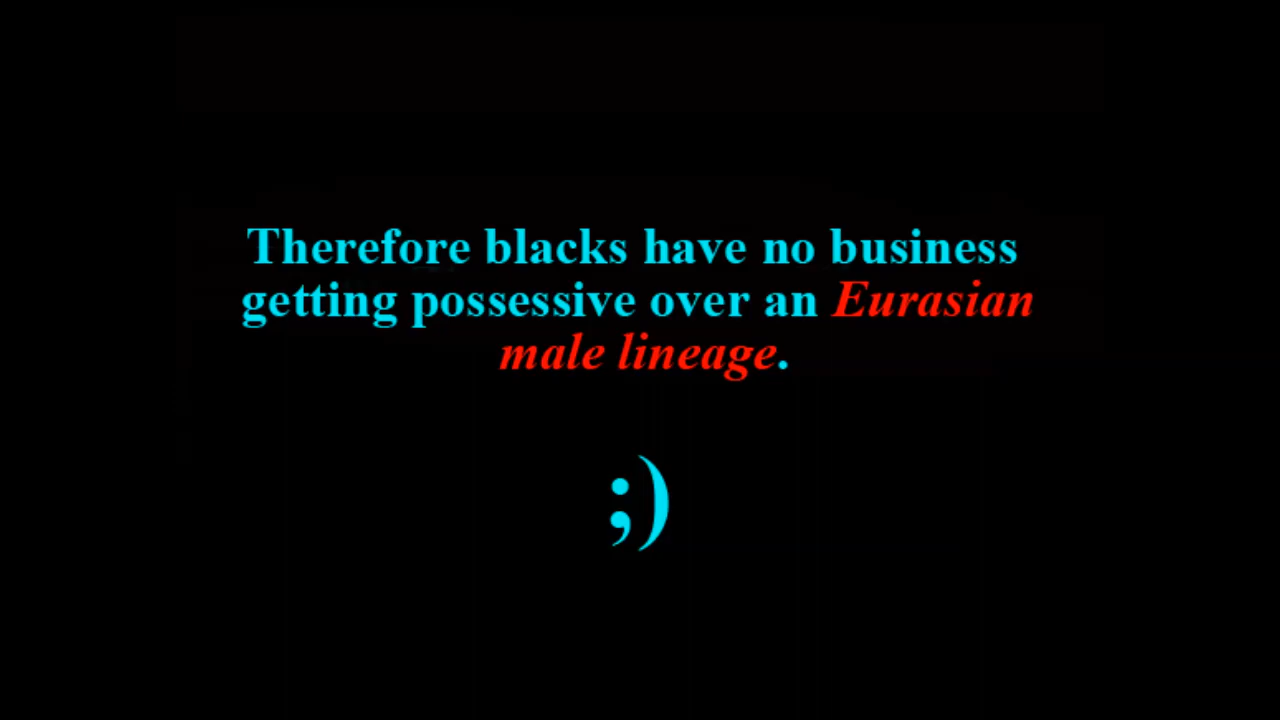 Therefore blacks have no business
getting possessive over an Eurasian
male lineage.
;)